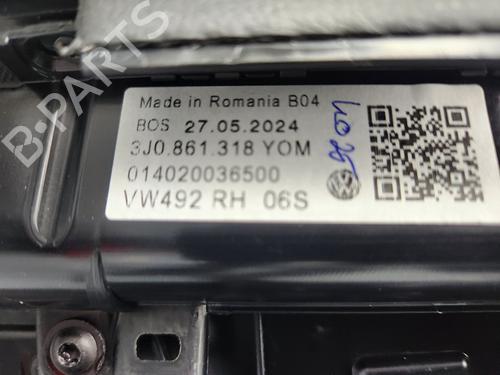 Made in Romania B04
BOS 27.05.2024
3J0.861.318 YOM
014020036500
VW492 RH 06S
B-PARTS